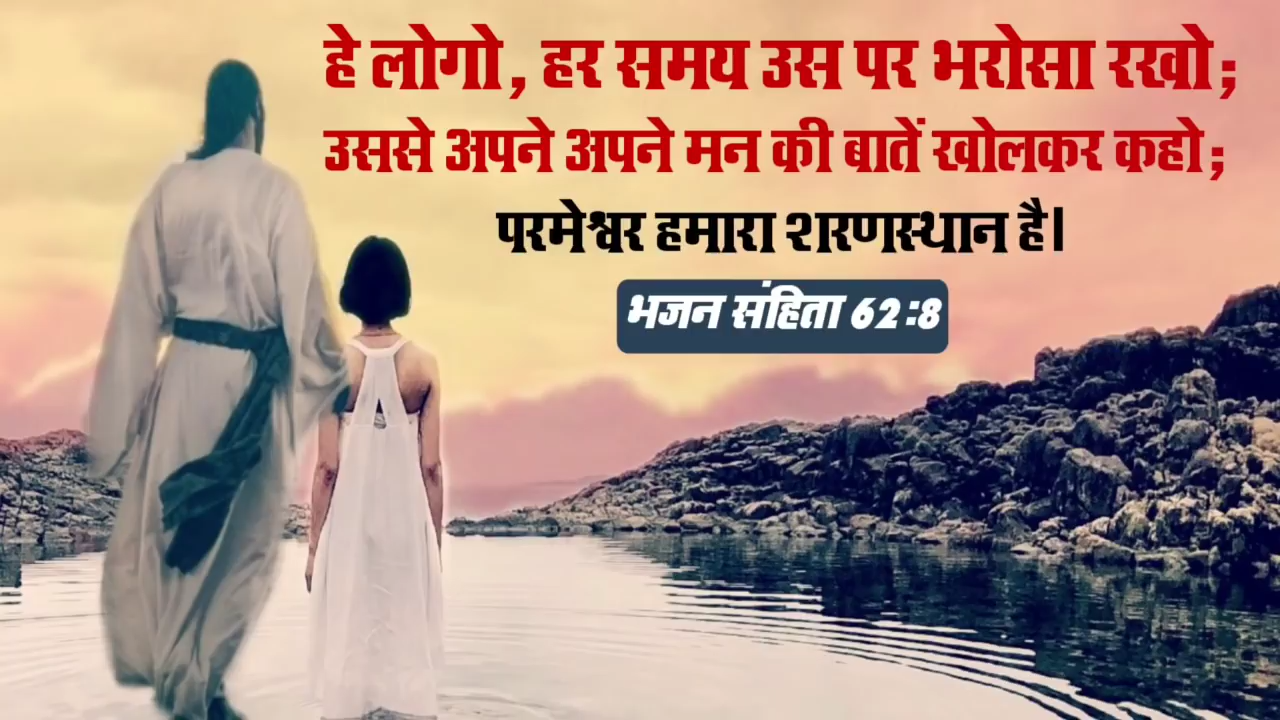 हे लोगो, हर समय उस पर भरोसा रखो;
उससे अपने अपने मन की बातें खोलकर कहो;
परमेश्वर हमारा शरणस्थान है।
भजन संहिता 62:8